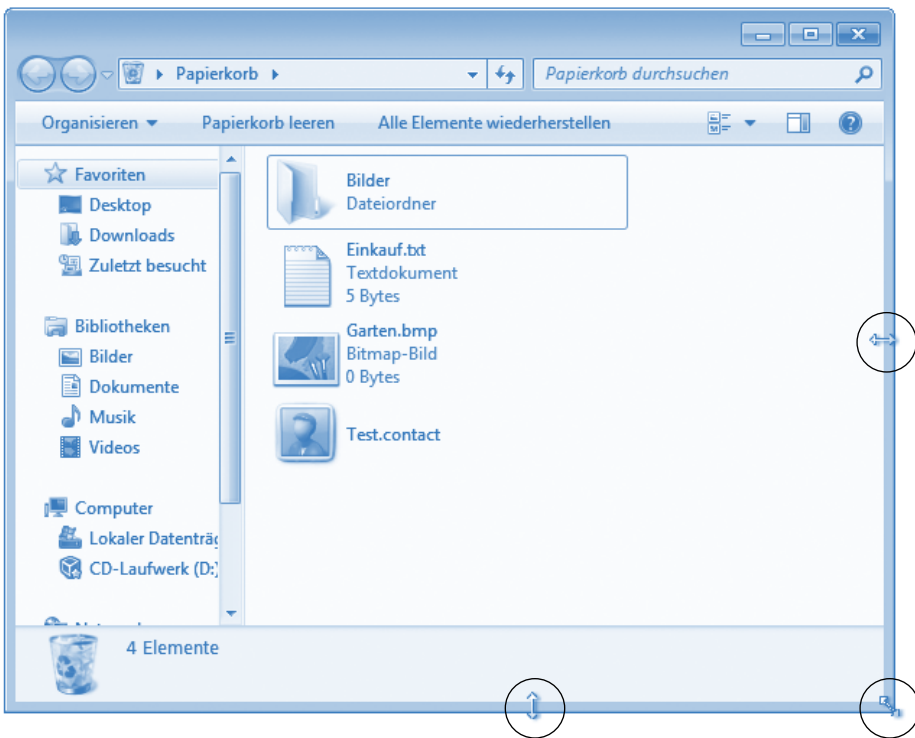 Papierkorb
Papierkorb durchsuchen
Organisieren
Papierkorb leeren
Alle Elemente wiederherstellen
Favoriten
Desktop
Downloads
Zuletzt besucht
Bibliotheken
Bilder
Dokumente
Musik
Videos
Computer
Lokaler Datenträg
CD-Laufwerk (D:)
Bilder
Dateiordner
Einkauf.txt
Textdokument
5 Bytes
Garten.bmp
Bitmap-Bild
0 Bytes
Test.contact
4 Elemente